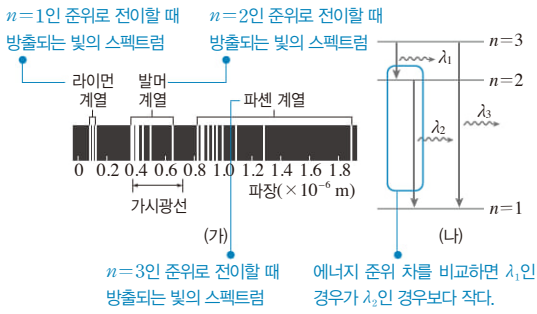 n=1인 준위로 전이할 때
방출되는 빛의 스펙트럼
n=2인 준위로 전이할 때
방출되는 빛의 스펙트럼
라이먼
계열
발머
계열
파셴 계열
0 0.2 0.4 0.6 0.8 1.0 1.2 1.4 1.6 1.8
파장(×10⁻⁶ m)
가시광선
(가)
n=3인 준위로 전이할 때
방출되는 빛의 스펙트럼
n=3
λ₁
n=2
λ₂
λ₃
n=1
(나)
에너지 준위 차를 비교하면 λ₁인
경우가 λ₂인 경우보다 작다.